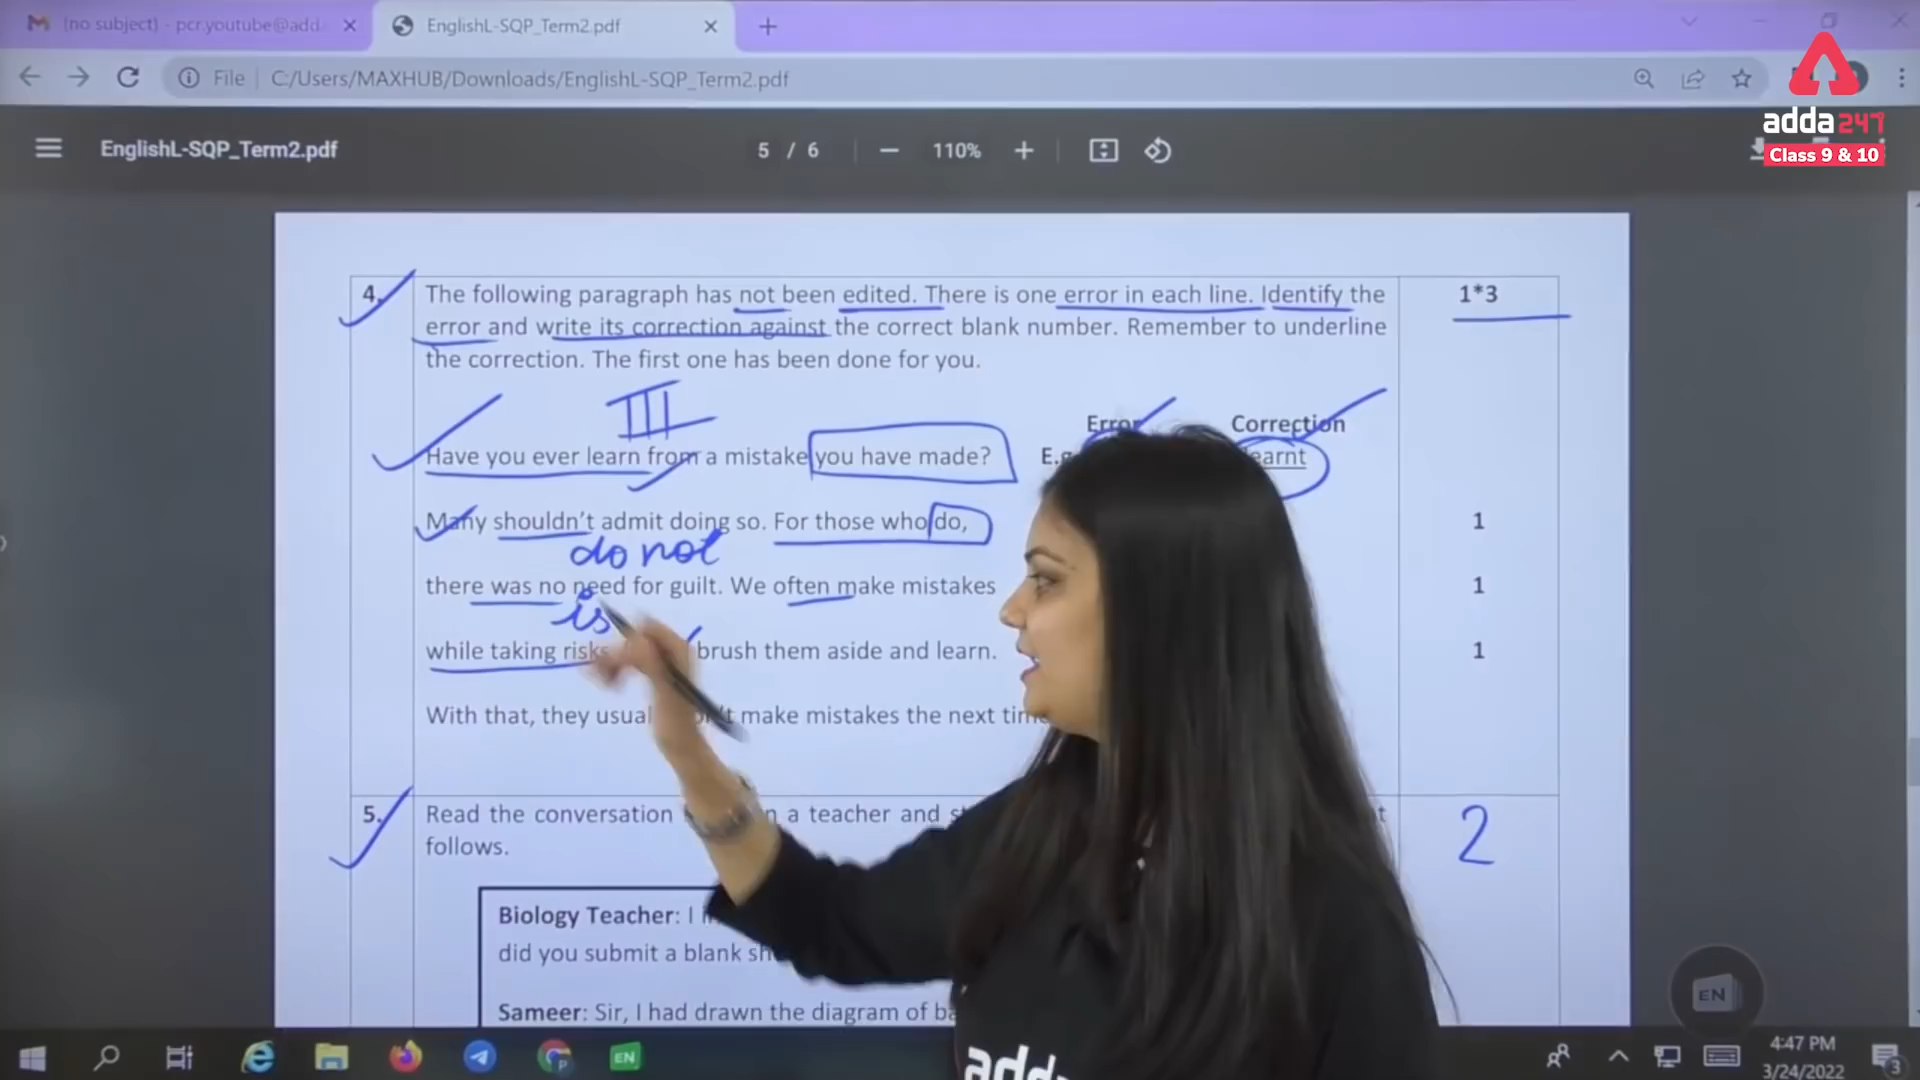 (no subject) - pcr.youtube@add
EnglishL-SQP_Term2.pdf
File
C:/Users/MAXHUB/Downloads/EnglishL-SQP_Term2.pdf
adda247
Class 9 & 10
EnglishL-SQP_Term2.pdf
5 / 6
110%
4.
The following paragraph has not been edited. There is one error in each line. Identify the
1*3
error and write its correction against the correct blank number. Remember to underline
the correction. The first one has been done for you.
III
Error
Correction
Have you ever learn from a mistake you have made?
learnt
Many shouldn't admit doing so. For those who do,
1
do not
there was no need for guilt. We often make mistakes
1
is
while taking risks
brush them aside and learn.
1
With that, they
make mistakes the next time
5.
Read the conversation
a teacher and
2
follows.
Biology Teacher: I
did you submit a blank
Sameer: Sir, I had drawn the diagram of
EN
EN
4:47 PM
3/24/2022
3
adda